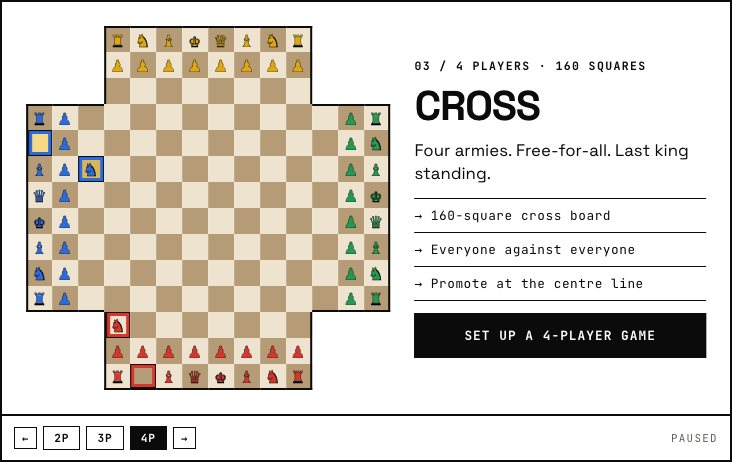 03 / 4 PLAYERS · 160 SQUARES
CROSS
Four armies. Free-for-all. Last king
standing.
→ 160-square cross board
→ Everyone against everyone
→ Promote at the centre line
SET UP A 4-PLAYER GAME
← 2P 3P 4P →
PAUSED